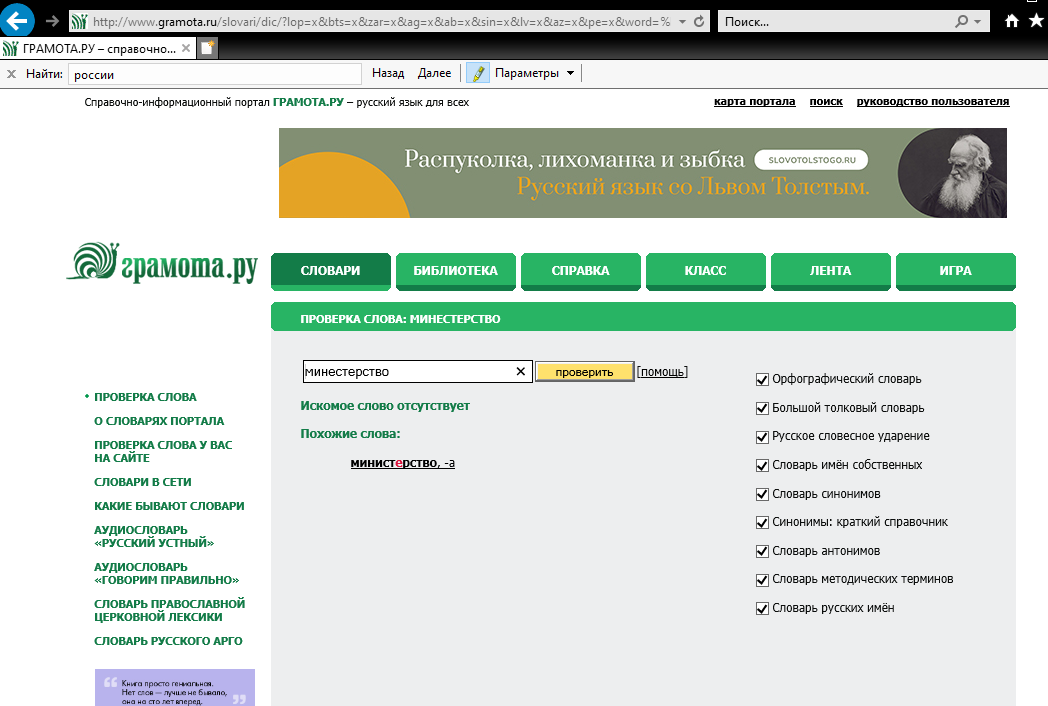 http://www.gramota.ru/slovari/dic/?lop=x&bts=x&zar=x&ag=x&ab=x&sin=x&lv=x&az=x&pe=x&word=%
Поиск...
ГРАМОТА.РУ – справочно...
Найти: россии Назад Далее Параметры
Справочно-информационный портал ГРАМОТА.РУ – русский язык для всех
карта портала поиск руководство пользователя
Распуколка, лихоманка и зыбка SLOVOTOLSTOGO.RU
Русский язык со Львом Толстым.
грамота.ру
СЛОВАРИ БИБЛИОТЕКА СПРАВКА КЛАСС ЛЕНТА ИГРА
ПРОВЕРКА СЛОВА: МИНЕСТЕРСТВО
минестерство проверить [помощь]
Искомое слово отсутствует
Похожие слова:
министерство, -а
Орфографический словарь
Большой толковый словарь
Русское словесное ударение
Словарь имён собственных
Словарь синонимов
Синонимы: краткий справочник
Словарь антонимов
Словарь методических терминов
Словарь русских имён
ПРОВЕРКА СЛОВА
О СЛОВАРЯХ ПОРТАЛА
ПРОВЕРКА СЛОВА У ВАС
НА САЙТЕ
СЛОВАРИ В СЕТИ
КАКИЕ БЫВАЮТ СЛОВАРИ
АУДИОСЛОВАРЬ
«РУССКИЙ УСТНЫЙ»
АУДИОСЛОВАРЬ
«ГОВОРИМ ПРАВИЛЬНО»
СЛОВАРЬ ПРАВОСЛАВНОЙ
ЦЕРКОВНОЙ ЛЕКСИКИ
СЛОВАРЬ РУССКОГО АРГО
Книга просто гениальная.
Нет слов — лучше не бывало,
она на сто лет вперед.